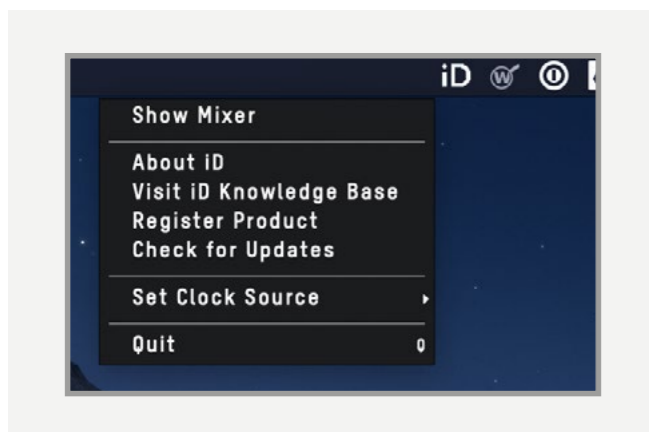 iD
Show Mixer
About iD
Visit iD Knowledge Base
Register Product
Check for Updates
Set Clock Source
Quit Q